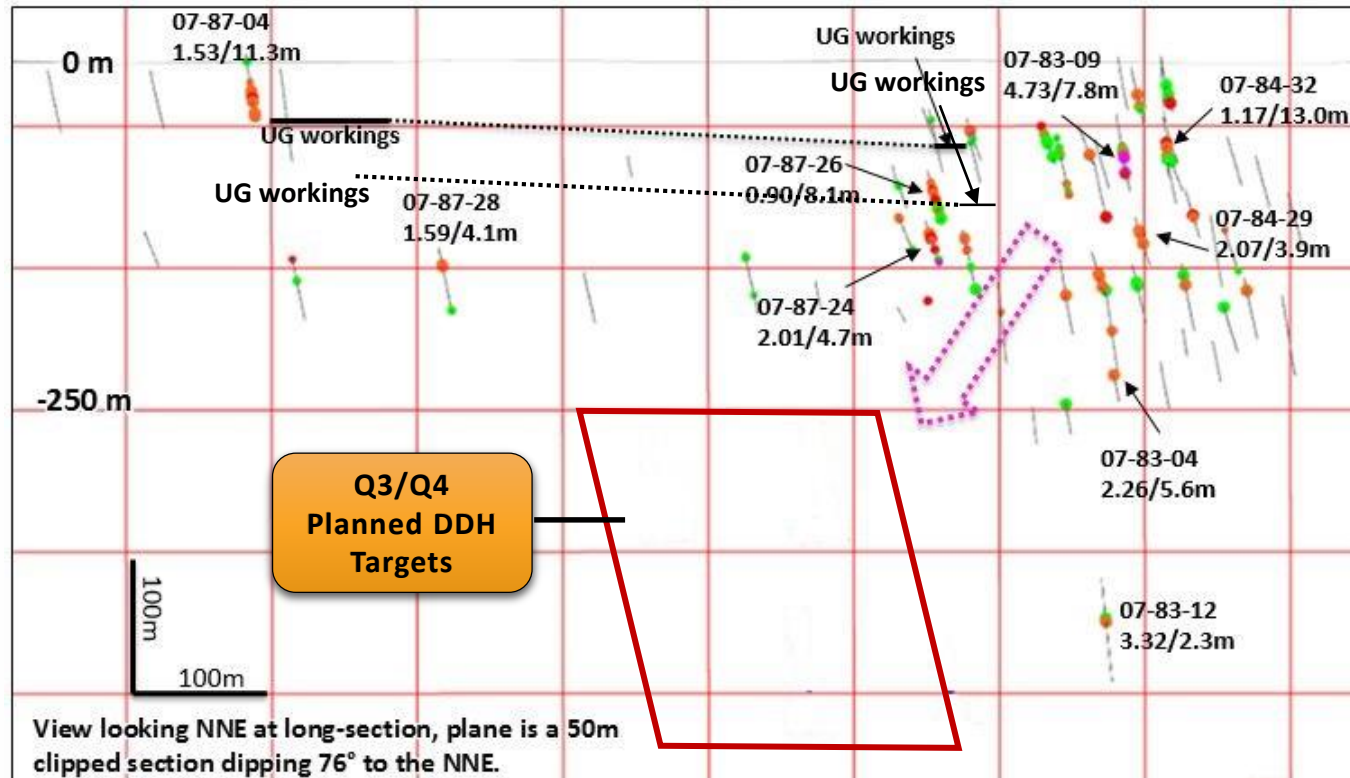 07-87-04
1.53/11.3m
UG workings
0 m
UG workings
07-83-09
4.73/7.8m
07-84-32
1.17/13.0m
UG workings
07-87-26
0.90/8.1m
UG workings
07-87-28
1.59/4.1m
07-84-29
2.07/3.9m
07-87-24
2.01/4.7m
-250 m
07-83-04
2.26/5.6m
Q3/Q4
Planned DDH
Targets
100m
100m
07-83-12
3.32/2.3m
View looking NNE at long-section, plane is a 50m
clipped section dipping 76° to the NNE.